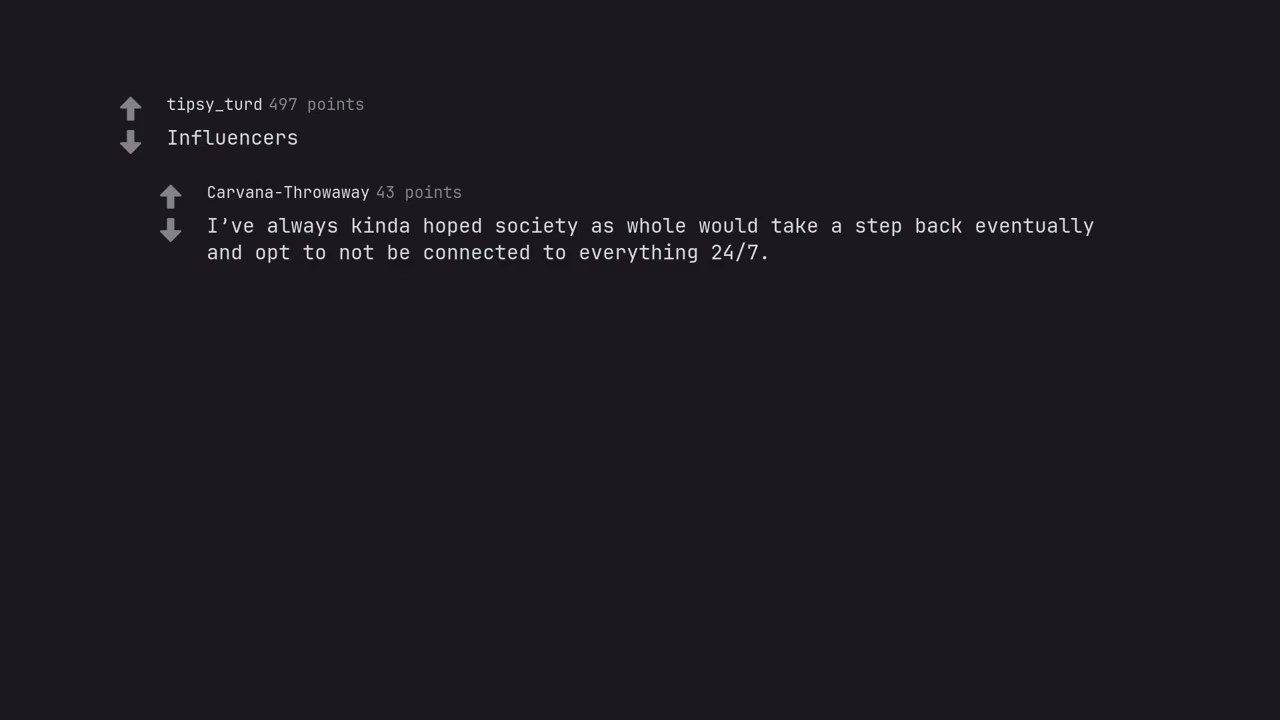 tipsy_turd 497 points
Influencers
Carvana-Throwaway 43 points
I’ve always kinda hoped society as whole would take a step back eventually
and opt to not be connected to everything 24/7.